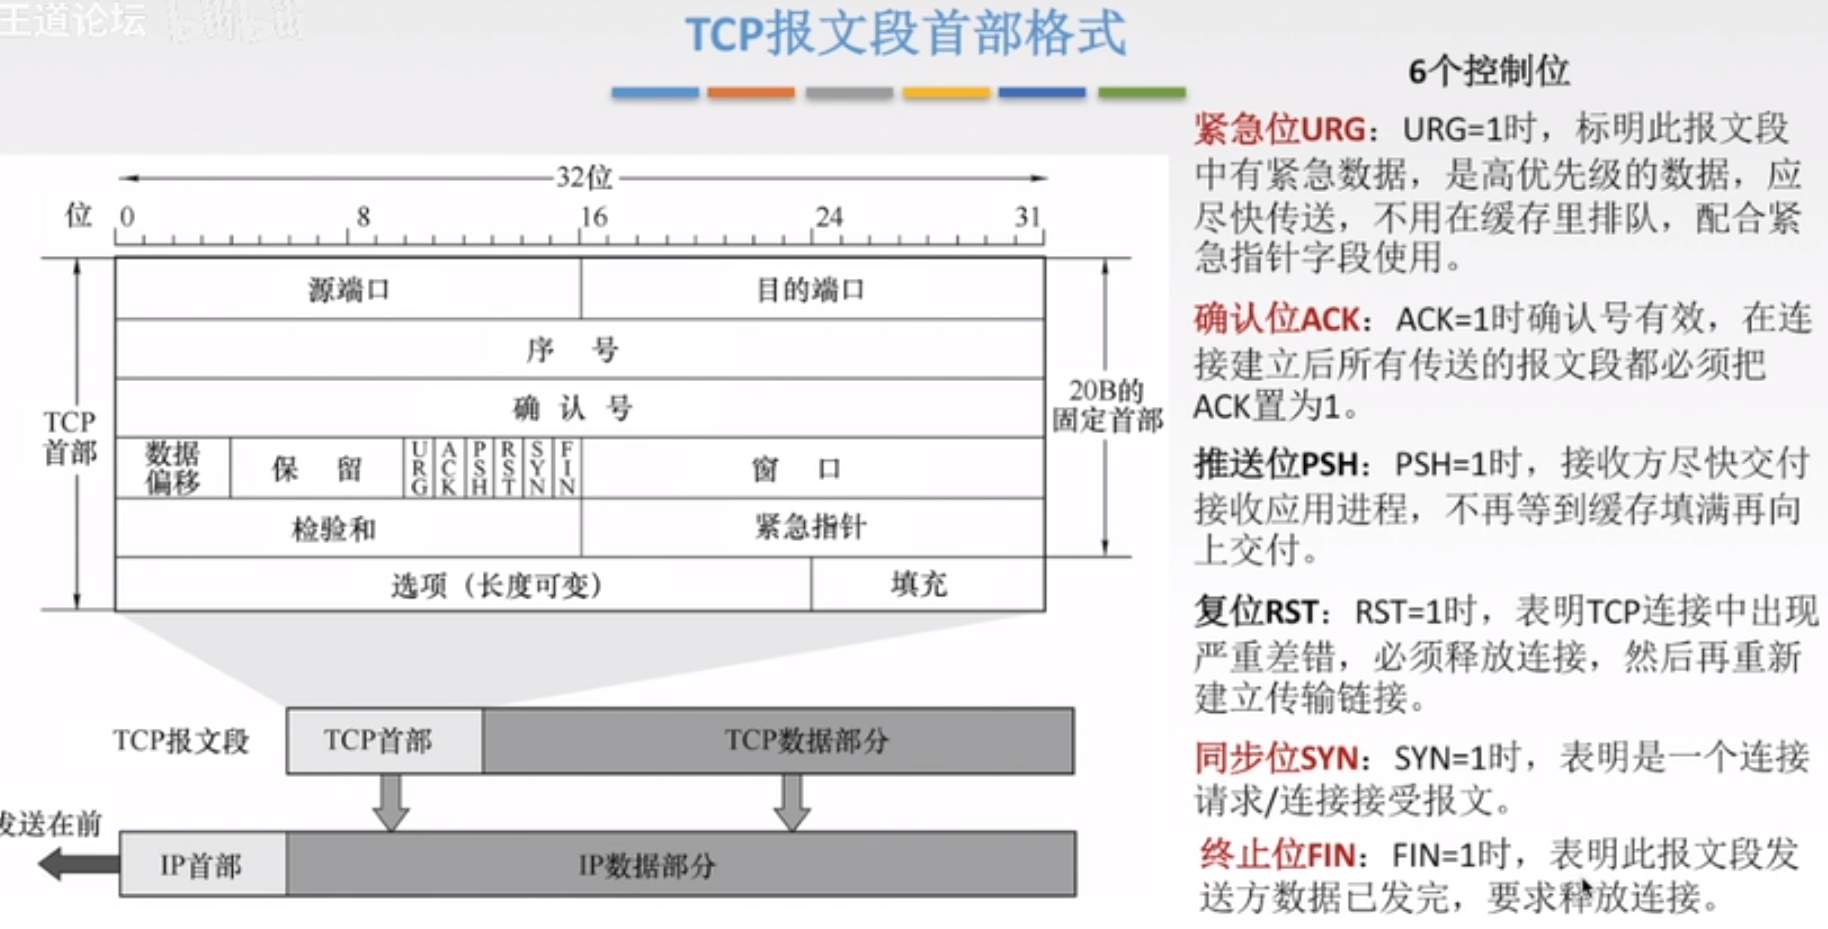 王道论坛
TCP报文段首部格式
32位
位 0 8 16 24 31
源端口 目的端口
序 号
确 认 号
数据偏移 保 留 URG ACK PSH RST SYN FIN 窗 口
检验和 紧急指针
选项（长度可变） 填充
TCP
首部
20B的
固定首部
TCP报文段 TCP首部 TCP数据部分
发送在前
IP首部 IP数据部分
6个控制位
紧急位URG：URG=1时，标明此报文段
中有紧急数据，是高优先级的数据，应
尽快传送，不用在缓存里排队，配合紧
急指针字段使用。
确认位ACK：ACK=1时确认号有效，在连
接建立后所有传送的报文段都必须把
ACK置为1。
推送位PSH：PSH=1时，接收方尽快交付
接收应用进程，不再等到缓存填满再向
上交付。
复位RST：RST=1时，表明TCP连接中出现
严重差错，必须释放连接，然后再重新
建立传输链接。
同步位SYN：SYN=1时，表明是一个连接
请求/连接接受报文。
终止位FIN：FIN=1时，表明此报文段发
送方数据已发完，要求释放连接。